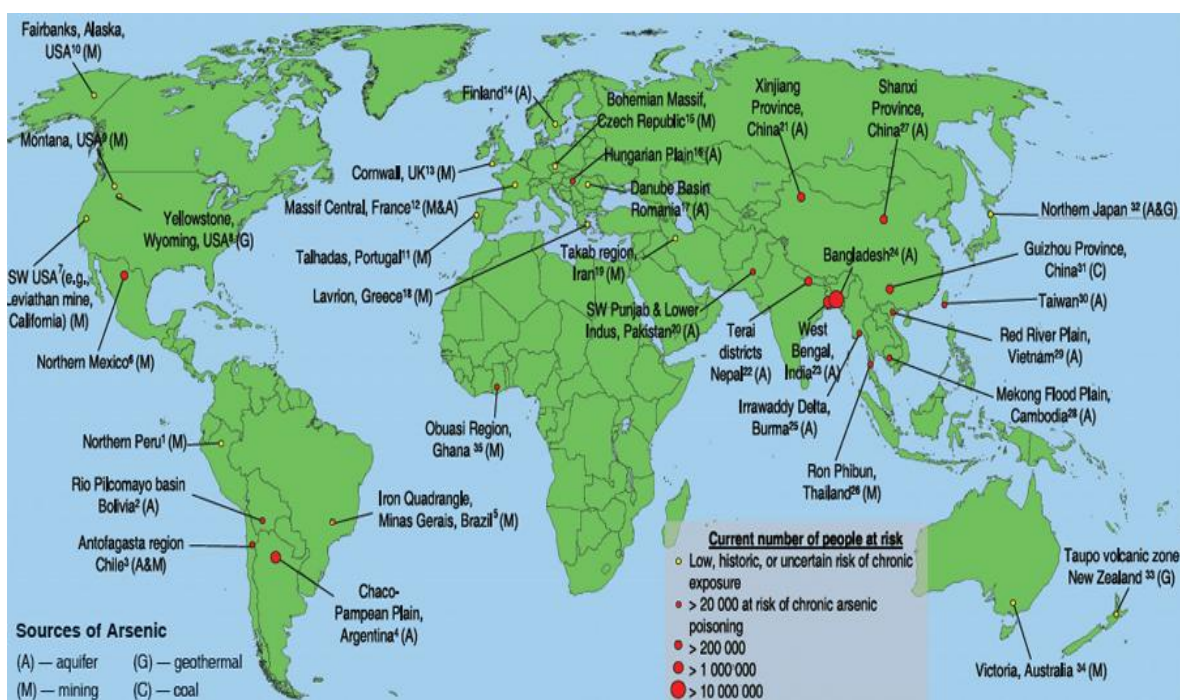 Fairbanks, Alaska,
USA¹⁰ (M)
Montana, USA⁹ (M)
Yellowstone,
Wyoming, USA⁸ (G)
SW USA⁷ (e.g.,
Leviathan mine,
California) (M)
Northern Mexico⁶ (M)
Northern Peru¹ (M)
Rio Pilcomayo basin
Bolivia² (A)
Antofagasta region
Chile³ (A&M)
Chaco-
Pampean Plain,
Argentina⁴ (A)
Iron Quadrangle,
Minas Gerais, Brazil⁵ (M)
Finland¹⁴ (A)
Bohemian Massif,
Czech Republic¹⁵ (M)
Cornwall, UK¹³ (M)
Hungarian Plain¹⁶ (A)
Massif Central, France¹² (M&A)
Danube Basin
Romania¹⁷ (A)
Talhadas, Portugal¹¹ (M)
Takab region,
Iran¹⁹ (M)
Lavrion, Greece¹⁸ (M)
SW Punjab & Lower
Indus, Pakistan²⁰ (A)
Obuasi Region,
Ghana ³⁵ (M)
Xinjiang
Province,
China²¹ (A)
Shanxi
Province,
China²⁷ (A)
Bangladesh²⁴ (A)
Terai
districts
Nepal²² (A)
West
Bengal,
India²³ (A)
Irrawaddy Delta,
Burma²⁵ (A)
Ron Phibun,
Thailand²⁶ (M)
Northern Japan ³² (A&G)
Guizhou Province,
China³¹ (C)
Taiwan³⁰ (A)
Red River Plain,
Vietnam²⁹ (A)
Mekong Flood Plain,
Cambodia²⁸ (A)
Taupo volcanic zone
New Zealand ³³ (G)
Victoria, Australia ³⁴ (M)
Current number of people at risk
Low, historic, or uncertain risk of chronic
exposure
> 20 000 at risk of chronic arsenic
poisoning
> 200 000
> 1 000 000
> 10 000 000
Sources of Arsenic
(A) — aquifer (G) — geothermal
(M) — mining (C) — coal